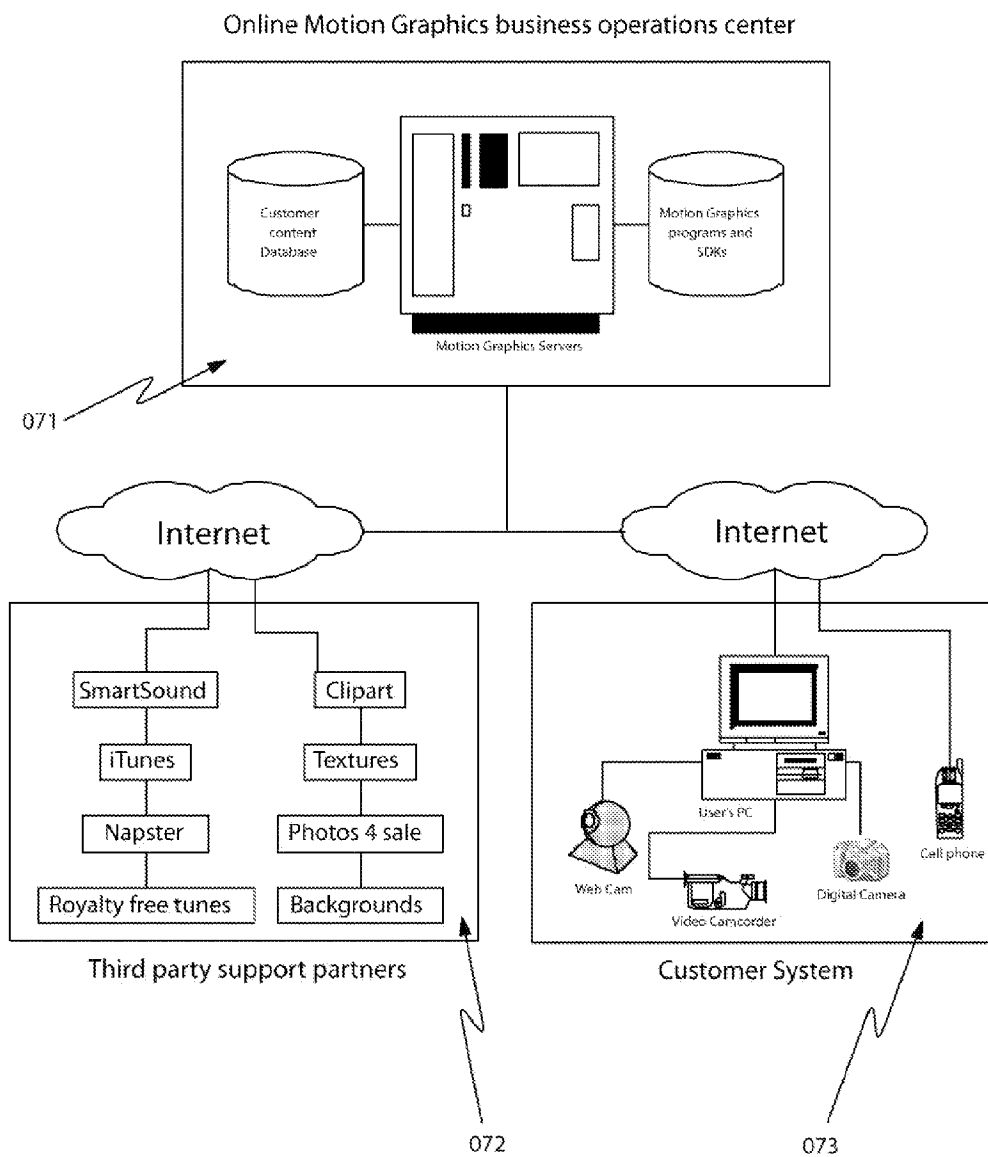 Online Motion Graphics business operations center
Customer
content
Database
Motion Graphics
programs and
SDKs
Motion Graphics Servers
071
Internet
Internet
SmartSound
Clipart
iTunes
Textures
Napster
Photos 4 sale
Royalty free tunes
Backgrounds
User's PC
Web Cam
Video Camcorder
Digital Camera
Cell phone
Third party support partners
Customer System
072
073